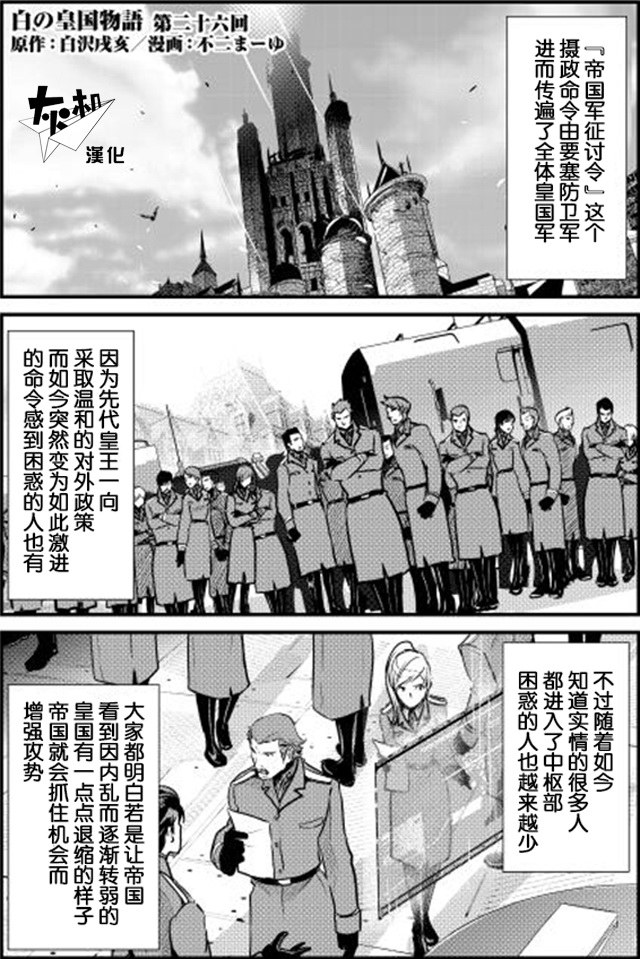 白の皇国物語 第二十六回
原作：白沢戌亥／漫画：不二まーゆ
灰机
漢化
『帝国军征讨令』这个
摄政命令由要塞防卫军
进而传遍了全体皇国军
因为先代皇王一向
采取温和的对外政策
而如今突然变为如此激进
的命令感到困惑的人也有
不过随着如今
知道实情的很多人
都进入了中枢部
困惑的人也越来越少
大家都明白若是让帝国
看到因内乱而逐渐转弱的
皇国有一点点退缩的样子
帝国就会抓住机会而
增强攻势